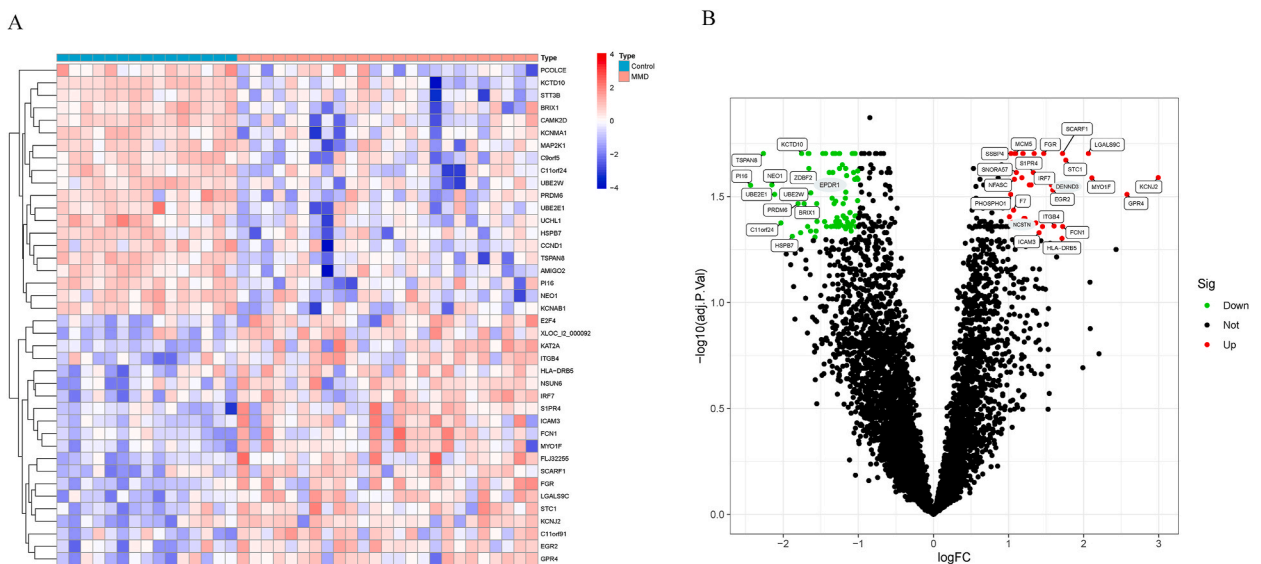 A
Type
PCOLCE
KCTD10
STT3B
BRIX1
CAMK2D
KCNMA1
MAP2K1
C9orf5
C11orf24
UBE2W
PRDM6
UBE2E1
UCHL1
HSPB7
CCND1
TSPAN8
AMIGO2
PI16
NEO1
KCNAB1
E2F4
XLOC_l2_000092
KAT2A
ITGB4
HLA−DRB5
NSUN6
IRF7
S1PR4
ICAM3
FCN1
MYO1F
FLJ32255
SCARF1
FGR
LGALS9C
STC1
KCNJ2
C11orf91
EGR2
GPR4
4
2
0
−2
−4
Type
Control
MMD
B
−log10(adj.P.Val)
2.0
1.5
1.0
0.5
0.0
−2
−1
0
1
2
3
logFC
KCTD10
TSPAN8
PI16
NEO1
ZDBF2
EPDR1
UBE2E1
UBE2W
PRDM6
BRIX1
C11orf24
HSPB7
SCARF1
MCM5
FGR
SSBP4
LGALS9C
S1PR4
STC1
SNORA57
IRF7
NFASC
DENND3
MYO1F
KCNJ2
F7
EGR2
GPR4
PHOSPHO1
ITGB4
NCSTN
FCN1
ICAM3
HLA−DRB5
Sig
Down
Not
Up